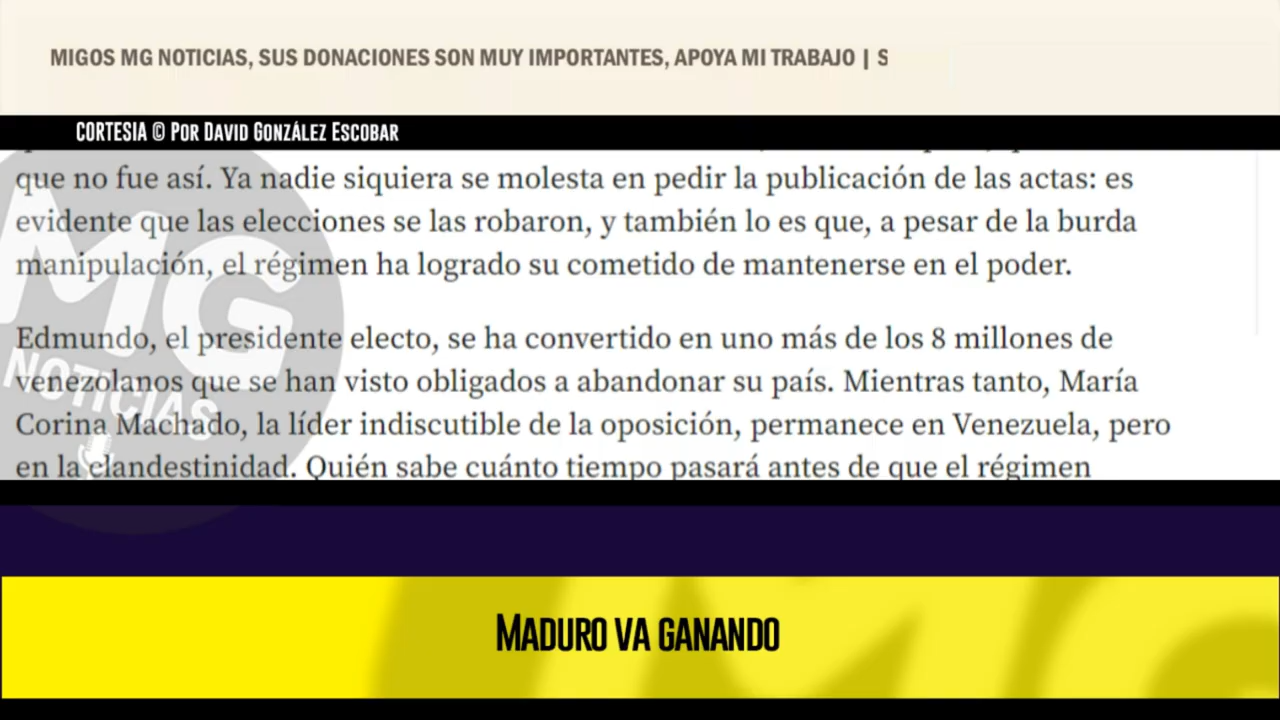 MIGOS MG NOTICIAS, SUS DONACIONES SON MUY IMPORTANTES, APOYA MI TRABAJO | S
CORTESIA © POR DAVID GONZÁLEZ ESCOBAR
que no fue así. Ya nadie siquiera se molesta en pedir la publicación de las actas: es
evidente que las elecciones se las robaron, y también lo es que, a pesar de la burda
manipulación, el régimen ha logrado su cometido de mantenerse en el poder.
Edmundo, el presidente electo, se ha convertido en uno más de los 8 millones de
venezolanos que se han visto obligados a abandonar su país. Mientras tanto, María
Corina Machado, la líder indiscutible de la oposición, permanece en Venezuela, pero
en la clandestinidad. Quién sabe cuánto tiempo pasará antes de que el régimen
MG
NOTICIAS
MADURO VA GANANDO